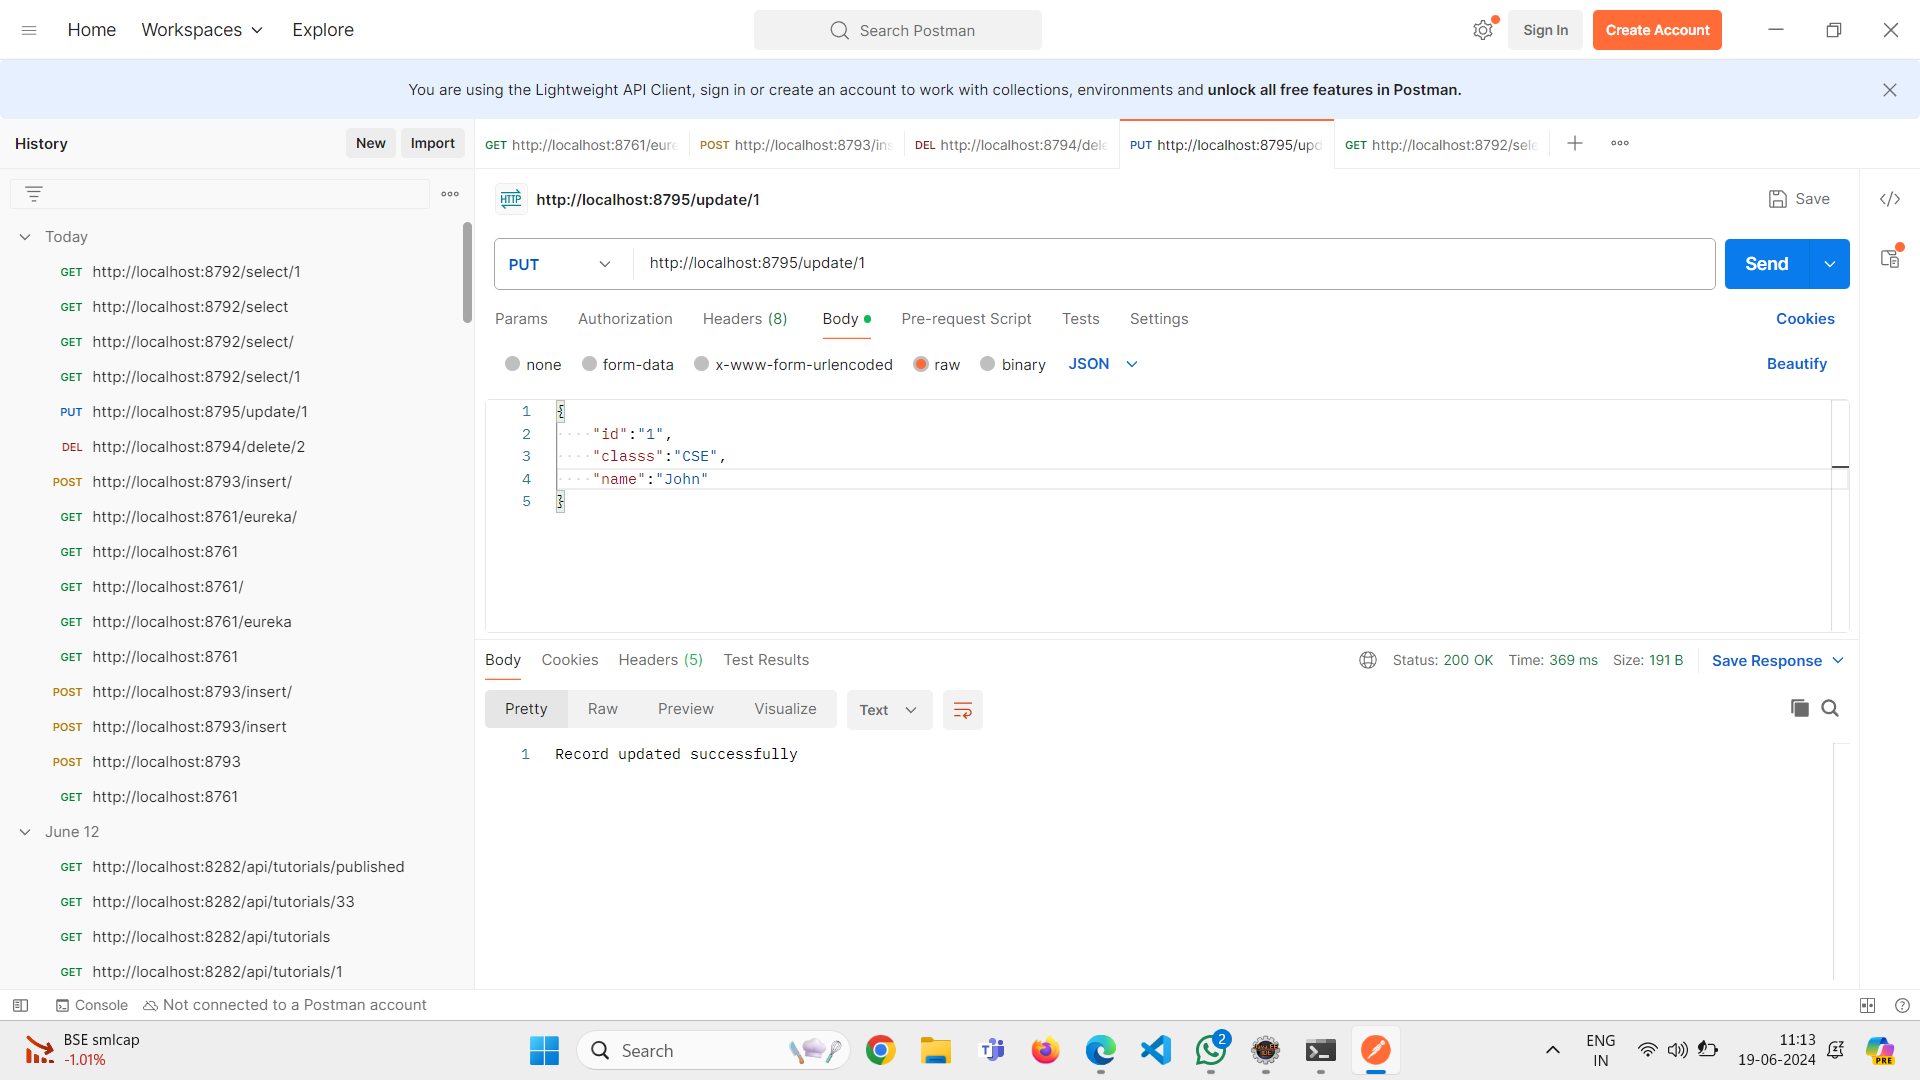 Home Workspaces Explore Search Postman Sign In Create Account
You are using the Lightweight API Client, sign in or create an account to work with collections, environments and unlock all free features in Postman.
History New Import
GET http://localhost:8761/eure POST http://localhost:8793/ins DEL http://localhost:8794/dele PUT http://localhost:8795/upd GET http://localhost:8792/sele
HTTP http://localhost:8795/update/1 Save
PUT http://localhost:8795/update/1 Send
Params Authorization Headers (8) Body Pre-request Script Tests Settings Cookies
none form-data x-www-form-urlencoded raw binary JSON Beautify
1 {
2 "id":"1",
3 "classs":"CSE",
4 "name":"John"
5 }
Body Cookies Headers (5) Test Results Status: 200 OK Time: 369 ms Size: 191 B Save Response
Pretty Raw Preview Visualize Text
1 Record updated successfully
Today
GET http://localhost:8792/select/1
GET http://localhost:8792/select
GET http://localhost:8792/select/
GET http://localhost:8792/select/1
PUT http://localhost:8795/update/1
DEL http://localhost:8794/delete/2
POST http://localhost:8793/insert/
GET http://localhost:8761/eureka/
GET http://localhost:8761
GET http://localhost:8761/
GET http://localhost:8761/eureka
GET http://localhost:8761
POST http://localhost:8793/insert/
POST http://localhost:8793/insert
POST http://localhost:8793
GET http://localhost:8761
June 12
GET http://localhost:8282/api/tutorials/published
GET http://localhost:8282/api/tutorials/33
GET http://localhost:8282/api/tutorials
GET http://localhost:8282/api/tutorials/1
Console Not connected to a Postman account
BSE smlcap
-1.01%
Search
2
ENG
IN
11:13
19-06-2024
PRE